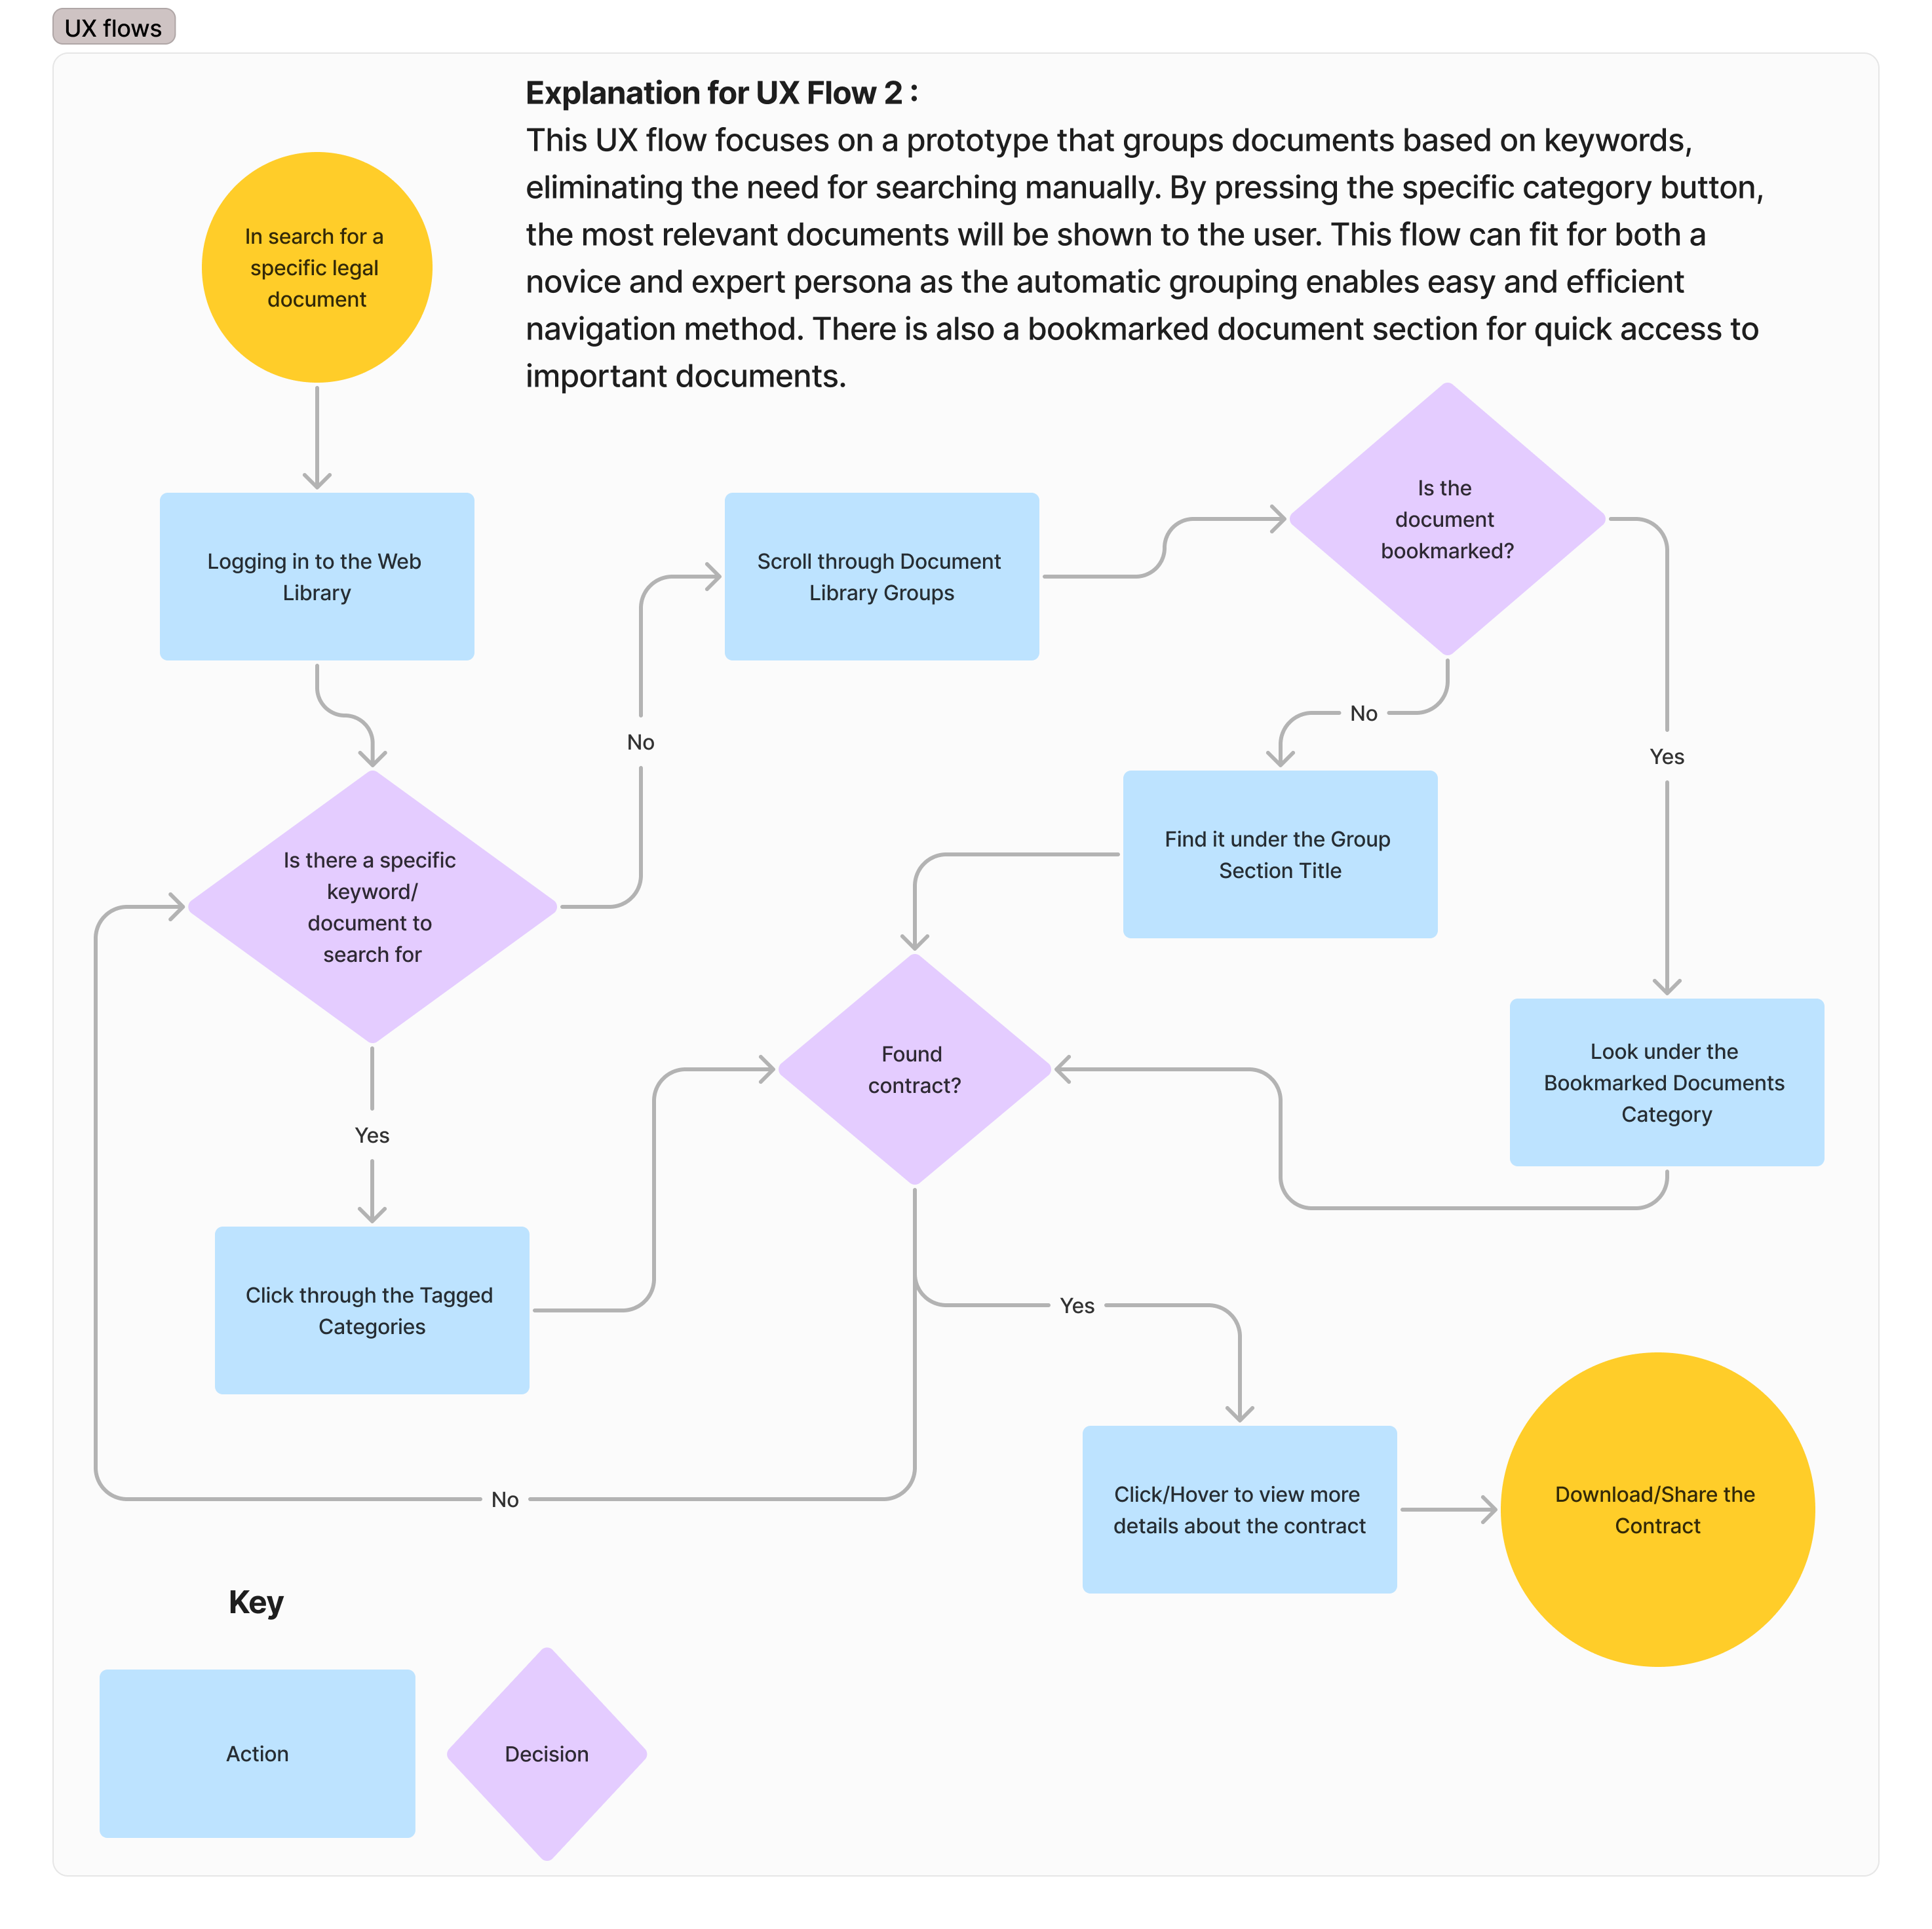 UX flows
Explanation for UX Flow 2 :
This UX flow focuses on a prototype that groups documents based on keywords,
eliminating the need for searching manually. By pressing the specific category button,
the most relevant documents will be shown to the user. This flow can fit for both a
novice and expert persona as the automatic grouping enables easy and efficient
navigation method. There is also a bookmarked document section for quick access to
important documents.
In search for a
specific legal
document
Logging in to the Web
Library
Scroll through Document
Library Groups
Is the
document
bookmarked?
No
No
Yes
Is there a specific
keyword/
document to
search for
Find it under the Group
Section Title
Found
contract?
Look under the
Bookmarked Documents
Category
Yes
Click through the Tagged
Categories
Yes
No
Click/Hover to view more
details about the contract
Download/Share the
Contract
Key
Action
Decision